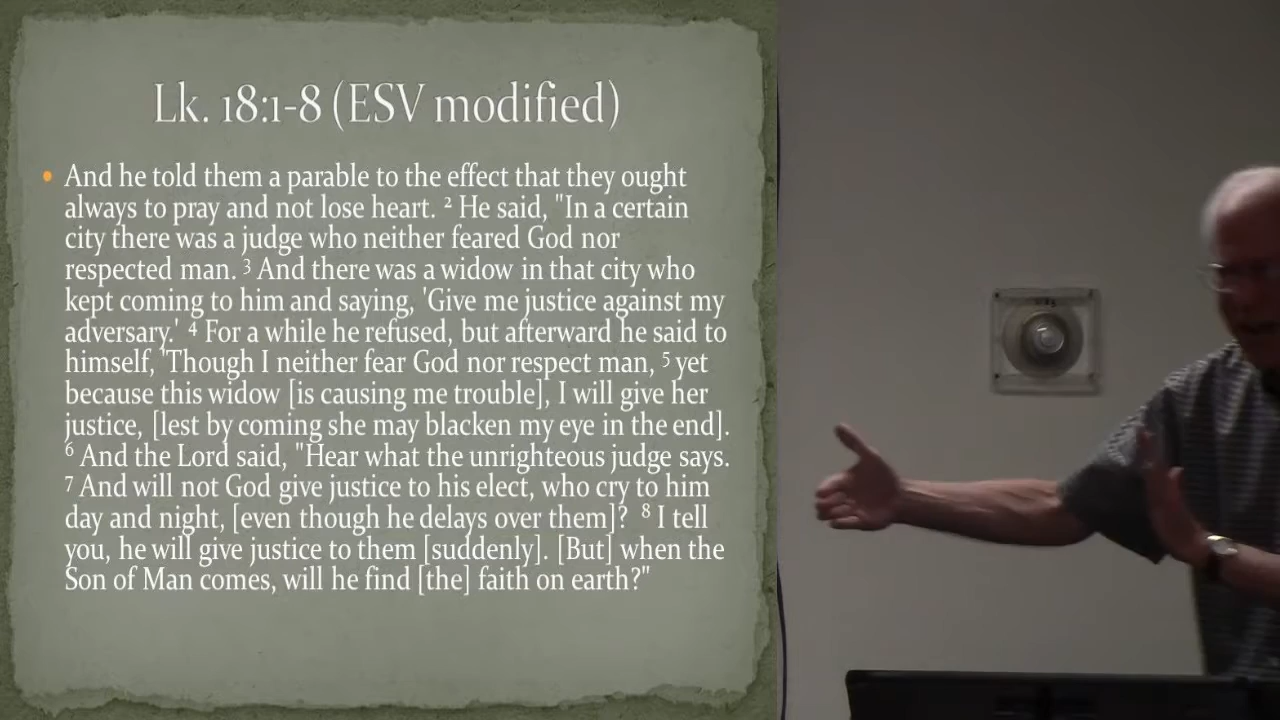 Lk. 18:1-8 (ESV modified)
• And he told them a parable to the effect that they ought
always to pray and not lose heart. ² He said, "In a certain
city there was a judge who neither feared God nor
respected man. ³ And there was a widow in that city who
kept coming to him and saying, 'Give me justice against my
adversary.' ⁴ For a while he refused, but afterward he said to
himself, 'Though I neither fear God nor respect man, ⁵ yet
because this widow [is causing me trouble], I will give her
justice, [lest by coming she may blacken my eye in the end].
⁶ And the Lord said, "Hear what the unrighteous judge says.
⁷ And will not God give justice to his elect, who cry to him
day and night, [even though he delays over them]? ⁸ I tell
you, he will give justice to them [suddenly]. [But] when the
Son of Man comes, will he find [the] faith on earth?"